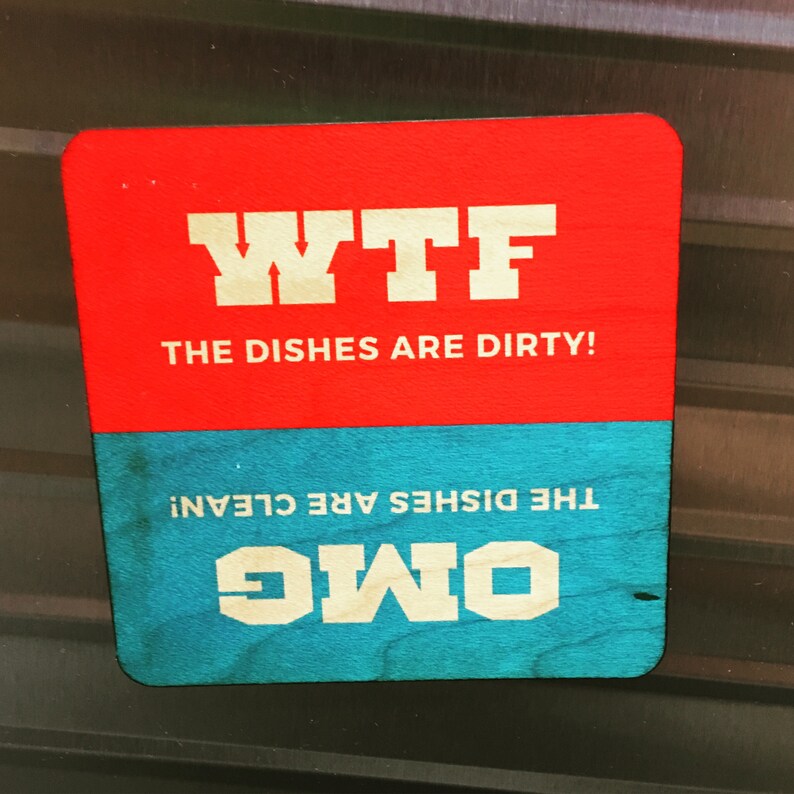 WTF
THE DISHES ARE DIRTY!
OMG
THE DISHES ARE CLEAN!